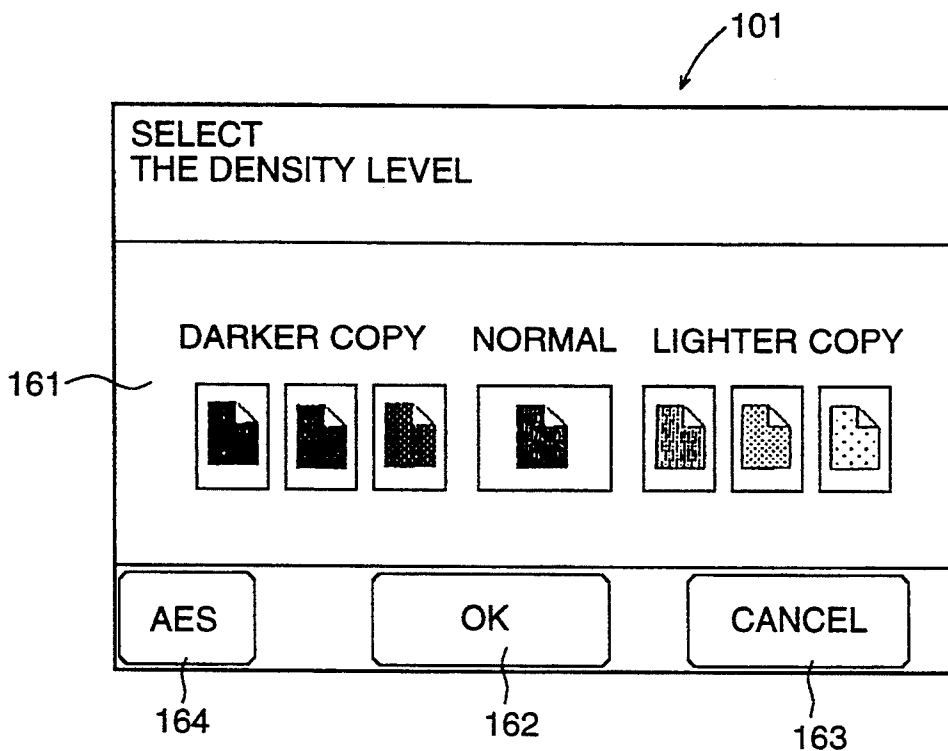 101
SELECT
THE DENSITY LEVEL
DARKER COPY NORMAL LIGHTER COPY
161
AES OK CANCEL
164 162 163